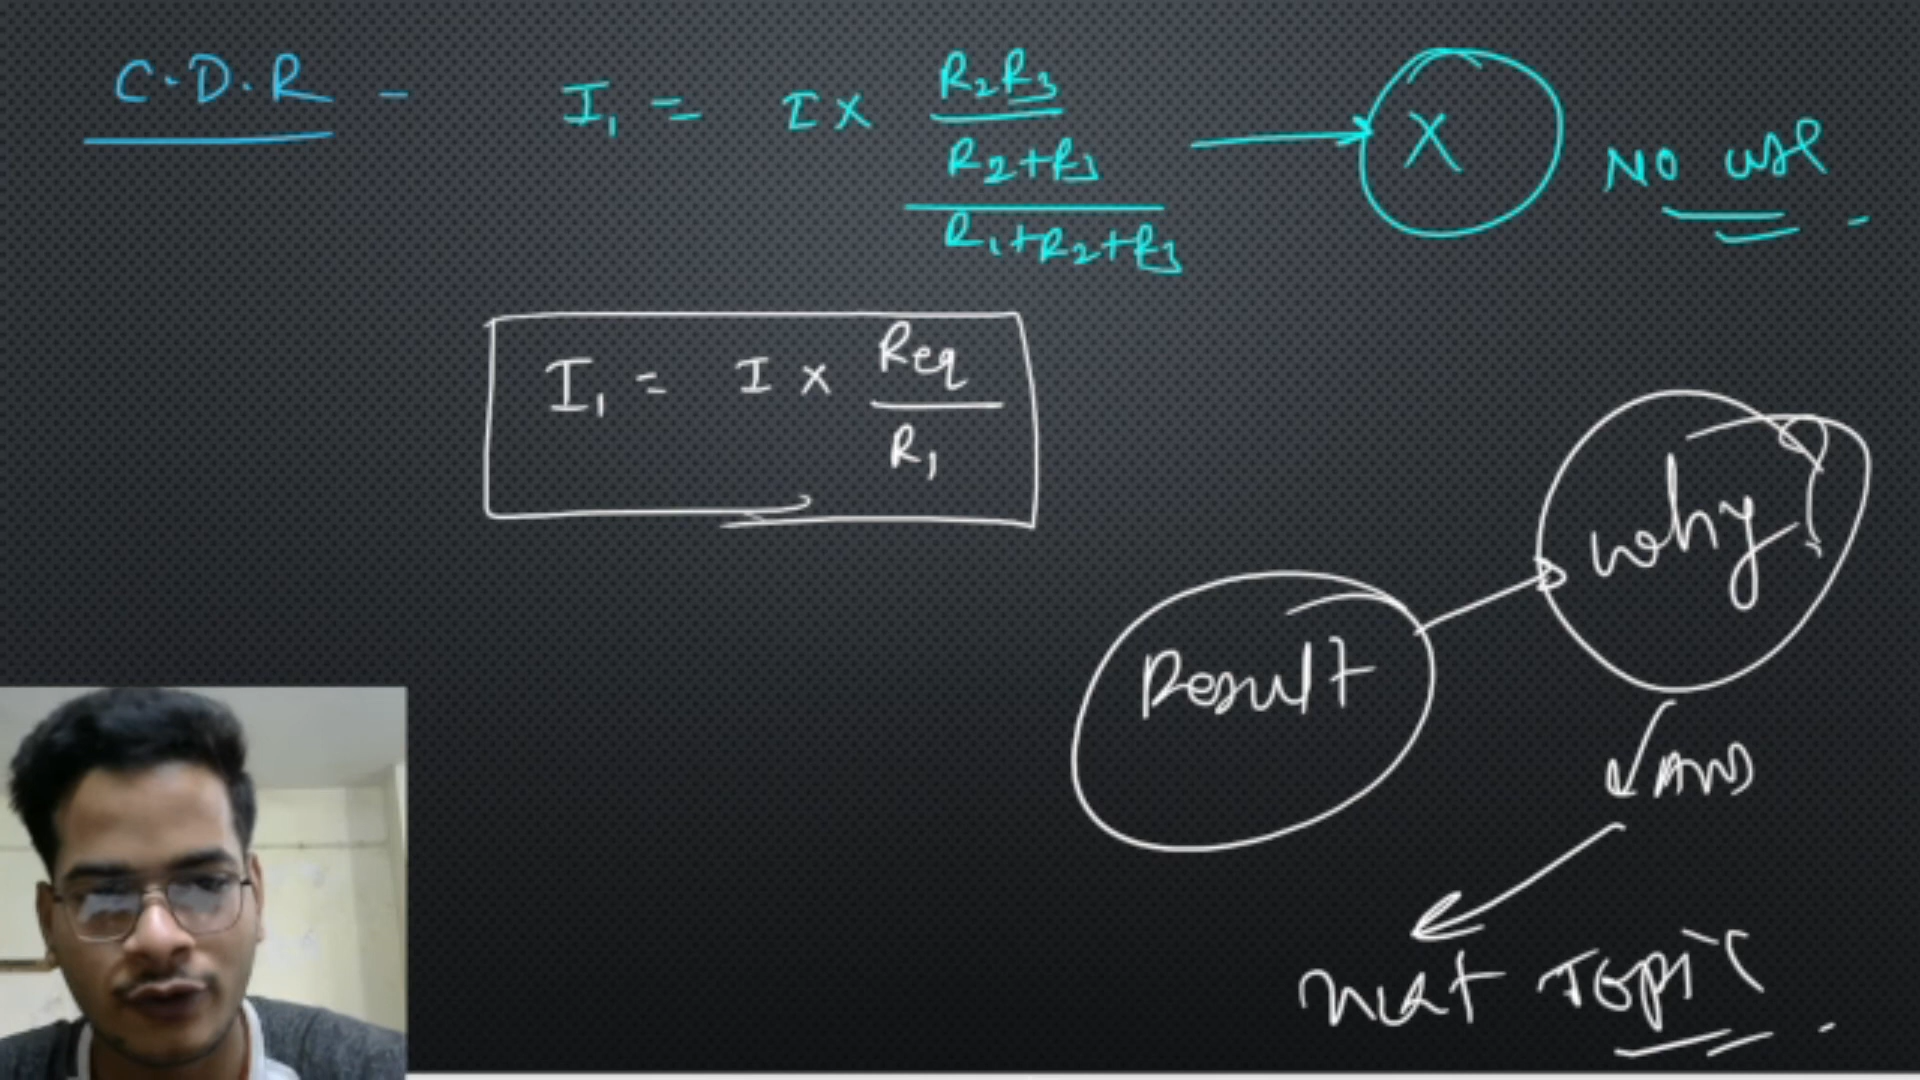 C.D.R - I₁ = I × R₂R₃
R₂+R₃
R₁+R₂+R₃
X
No use.
I₁ = I × Req
R₁
why?
Result
Ans
next Topic.